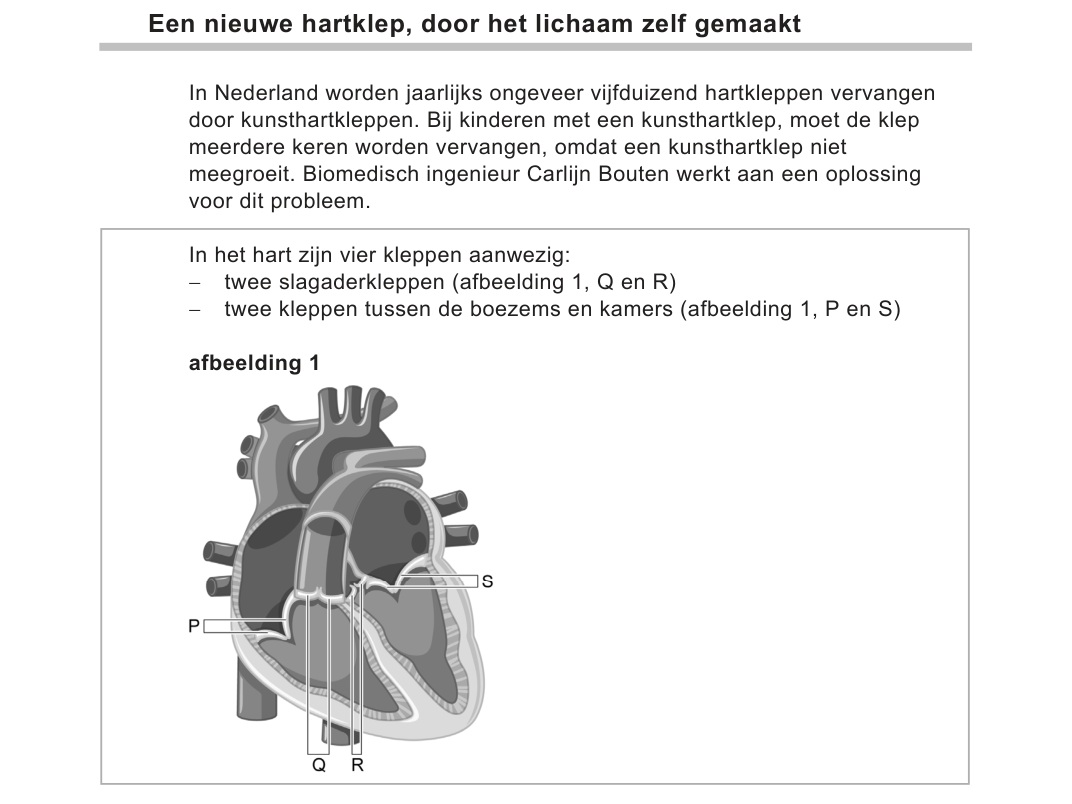 Een nieuwe hartklep, door het lichaam zelf gemaakt
In Nederland worden jaarlijks ongeveer vijfduizend hartkleppen vervangen
door kunsthartkleppen. Bij kinderen met een kunsthartklep, moet de klep
meerdere keren worden vervangen, omdat een kunsthartklep niet
meegroeit. Biomedisch ingenieur Carlijn Bouten werkt aan een oplossing
voor dit probleem.
In het hart zijn vier kleppen aanwezig:
– twee slagaderkleppen (afbeelding 1, Q en R)
– twee kleppen tussen de boezems en kamers (afbeelding 1, P en S)
afbeelding 1
S
P
Q R